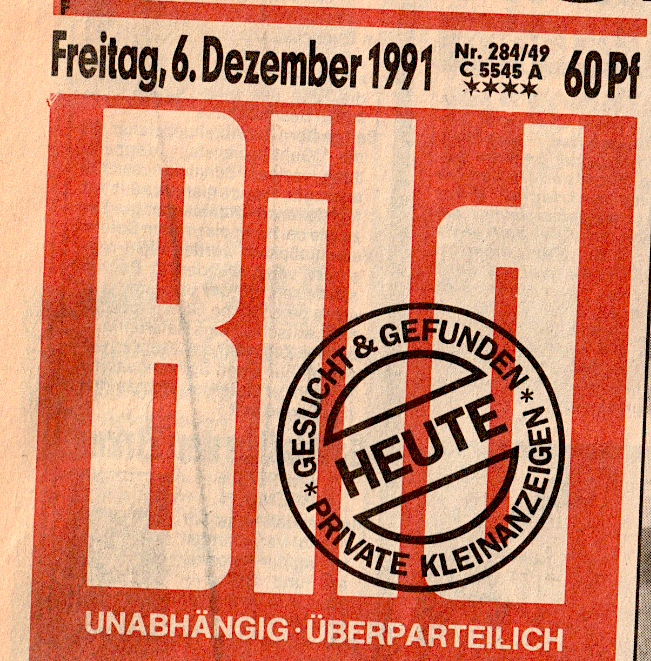 F
Freitag, 6. Dezember 1991
Nr. 284/49
C 5545 A
****
60 Pf
Bild
* GESUCHT & GEFUNDEN *
HEUTE
PRIVATE KLEINANZEIGEN
UNABHÄNGIG · ÜBERPARTEILICH